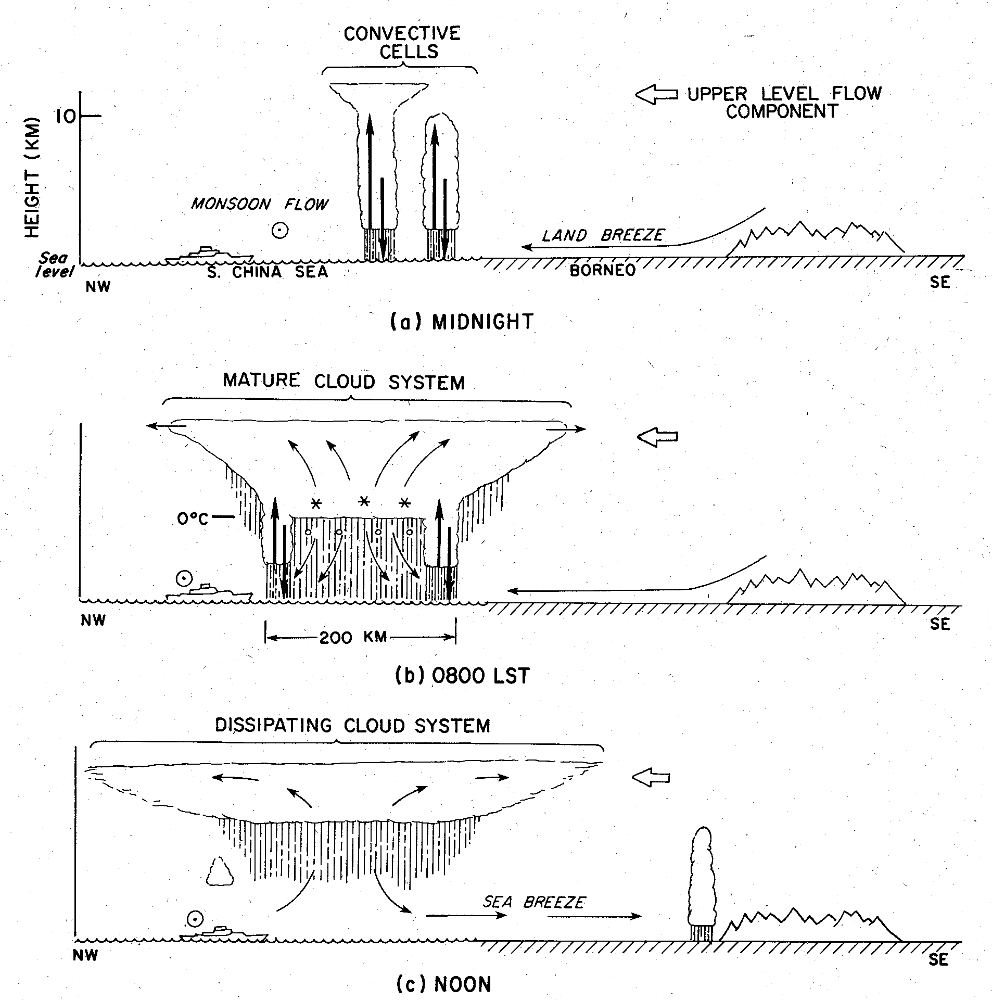 CONVECTIVE
CELLS
UPPER LEVEL FLOW
COMPONENT
10
HEIGHT (KM)
MONSOON FLOW
LAND BREEZE
Sea
level
S. CHINA SEA
BORNEO
NW
SE
(a) MIDNIGHT
MATURE CLOUD SYSTEM
0°C
NW
SE
200 KM
(b) 0800 LST
DISSIPATING CLOUD SYSTEM
SEA BREEZE
NW
SE
(c) NOON